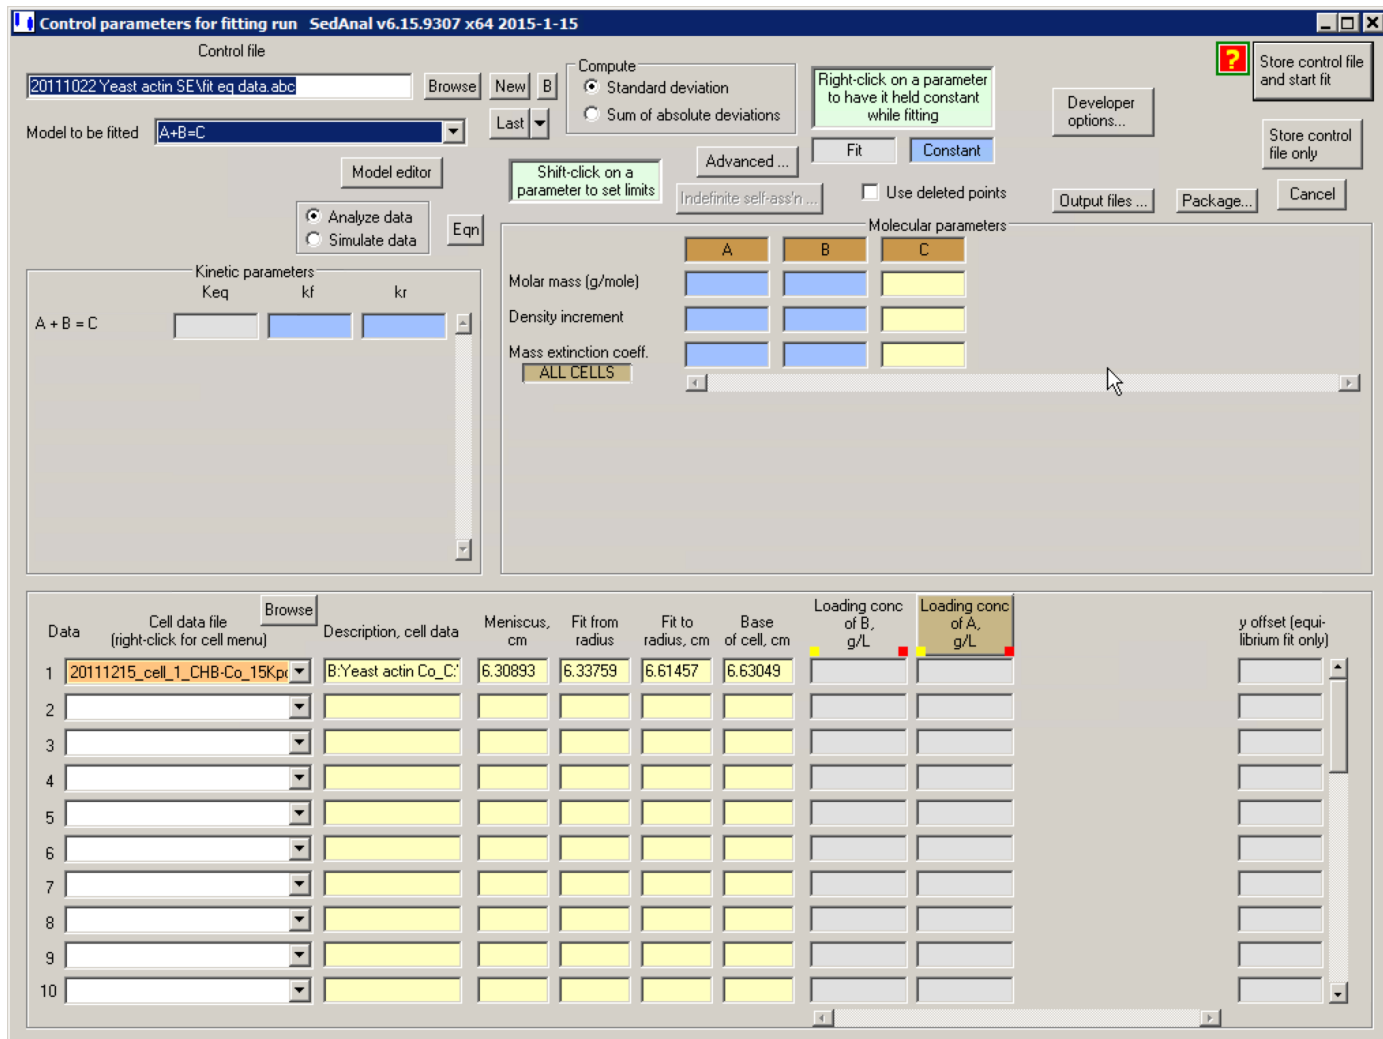 Control parameters for fitting run SedAnal v6.15.9307 x64 2015-1-15
Control file
20111022 Yeast actin SE\fit eq data.abc
Browse
New
B
Last
Model to be fitted
A+B=C
Model editor
Analyze data
Simulate data
Eqn
Compute
Standard deviation
Sum of absolute deviations
Shift-click on a
parameter to set limits
Advanced ...
Indefinite self-ass'n ...
Right-click on a parameter
to have it held constant
while fitting
Fit
Constant
Use deleted points
Developer
options...
Output files ...
Package...
?
Store control file
and start fit
Store control
file only
Cancel
Kinetic parameters
Keq kf kr
A + B = C
Molecular parameters
A B C
Molar mass (g/mole)
Density increment
Mass extinction coeff.
ALL CELLS
Data
Cell data file
(right-click for cell menu)
Browse
Description, cell data
Meniscus,
cm
Fit from
radius
Fit to
radius, cm
Base
of cell, cm
Loading conc
of B,
g/L
Loading conc
of A,
g/L
y offset (equi-
librium fit only)
1 20111215_cell_1_CHB-Co_15Kp B:Yeast actin Co_C: 6.30893 6.33759 6.61457 6.63049
2
3
4
5
6
7
8
9
10